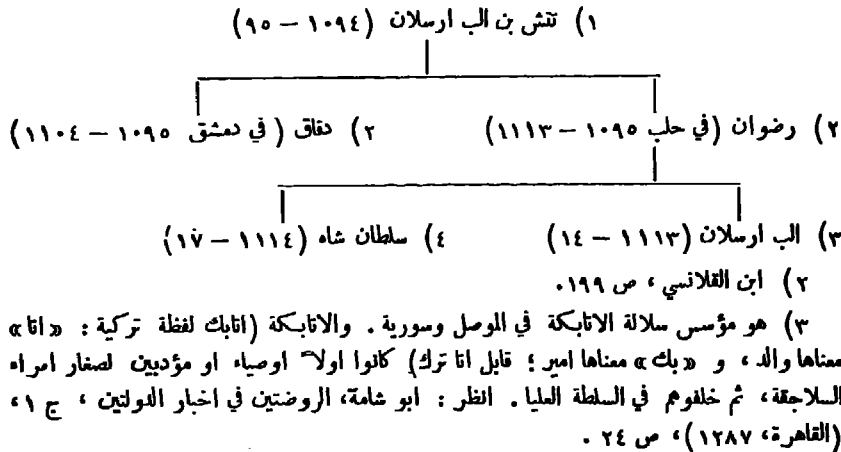 ١) تتش بن الب ارسلان (١٠٩٤ – ٩٥)
٢) رضوان (في حلب ١٠٩٥ – ١١١٣) ٢) دقاق (في دمشق ١٠٩٥ – ١١٠٤)
٣) الب ارسلان (١١١٣ – ١٤) ٤) سلطان شاه (١١١٤ – ١٧)
٢) ابن القلانسي ، ص ١٩٩.
٣) هو مؤسس سلالة الاتابكة في الموصل وسورية . والاتابكة (اتابك لفظة تركية : «اتا»
معناها والد ، و «بك» معناها امير ؛ قابل اتا ترك) كانوا اولاً اوصياء او مؤدبين لصغار امراء
السلاجقة، ثم خلفوهم في السلطة العليا . انظر : ابو شامة، الروضتين في اخبار الدولتين ، ج ١،
(القاهرة، ١٢٨٧)، ص ٢٤ .